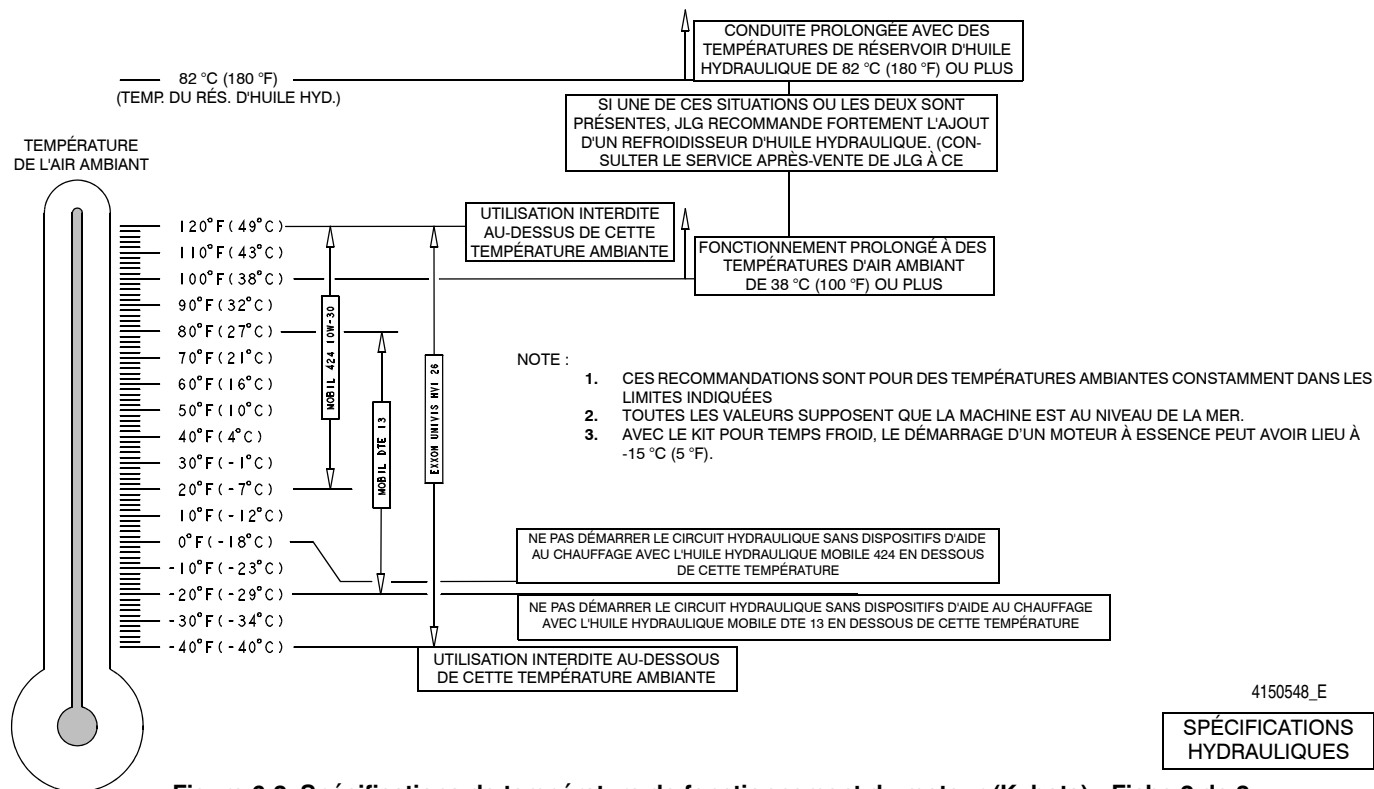 CONDUITE PROLONGÉE AVEC DES
TEMPÉRATURES DE RÉSERVOIR D'HUILE
HYDRAULIQUE DE 82 °C (180 °F) OU PLUS
82 °C (180 °F)
(TEMP. DU RÉS. D'HUILE HYD.)
SI UNE DE CES SITUATIONS OU LES DEUX SONT
PRÉSENTES, JLG RECOMMANDE FORTEMENT L'AJOUT
D'UN REFROIDISSEUR D'HUILE HYDRAULIQUE. (CON-
SULTER LE SERVICE APRÈS-VENTE DE JLG À CE
TEMPÉRATURE
DE L'AIR AMBIANT
120°F(49°C)
110°F(43°C)
100°F(38°C)
90°F(32°C)
80°F(27°C)
70°F(21°C)
60°F(16°C)
50°F(10°C)
40°F(4°C)
30°F(-1°C)
20°F(-7°C)
10°F(-12°C)
0°F(-18°C)
-10°F(-23°C)
-20°F(-29°C)
-30°F(-34°C)
-40°F(-40°C)
MOBIL 424 10W-30
MOBIL DTE 13
EXXON UNIVIS HVI 26
UTILISATION INTERDITE
AU-DESSUS DE CETTE
TEMPÉRATURE AMBIANTE
FONCTIONNEMENT PROLONGÉ À DES
TEMPÉRATURES D'AIR AMBIANT
DE 38 °C (100 °F) OU PLUS
NOTE :
1. CES RECOMMANDATIONS SONT POUR DES TEMPÉRATURES AMBIANTES CONSTAMMENT DANS LES
LIMITES INDIQUÉES
2. TOUTES LES VALEURS SUPPOSENT QUE LA MACHINE EST AU NIVEAU DE LA MER.
3. AVEC LE KIT POUR TEMPS FROID, LE DÉMARRAGE D'UN MOTEUR À ESSENCE PEUT AVOIR LIEU À
-15 °C (5 °F).
NE PAS DÉMARRER LE CIRCUIT HYDRAULIQUE SANS DISPOSITIFS D'AIDE
AU CHAUFFAGE AVEC L'HUILE HYDRAULIQUE MOBILE 424 EN DESSOUS
DE CETTE TEMPÉRATURE
NE PAS DÉMARRER LE CIRCUIT HYDRAULIQUE SANS DISPOSITIFS D'AIDE AU CHAUFFAGE
AVEC L'HUILE HYDRAULIQUE MOBILE DTE 13 EN DESSOUS DE CETTE TEMPÉRATURE
UTILISATION INTERDITE AU-DESSOUS
DE CETTE TEMPÉRATURE AMBIANTE
4150548_E
SPÉCIFICATIONS
HYDRAULIQUES